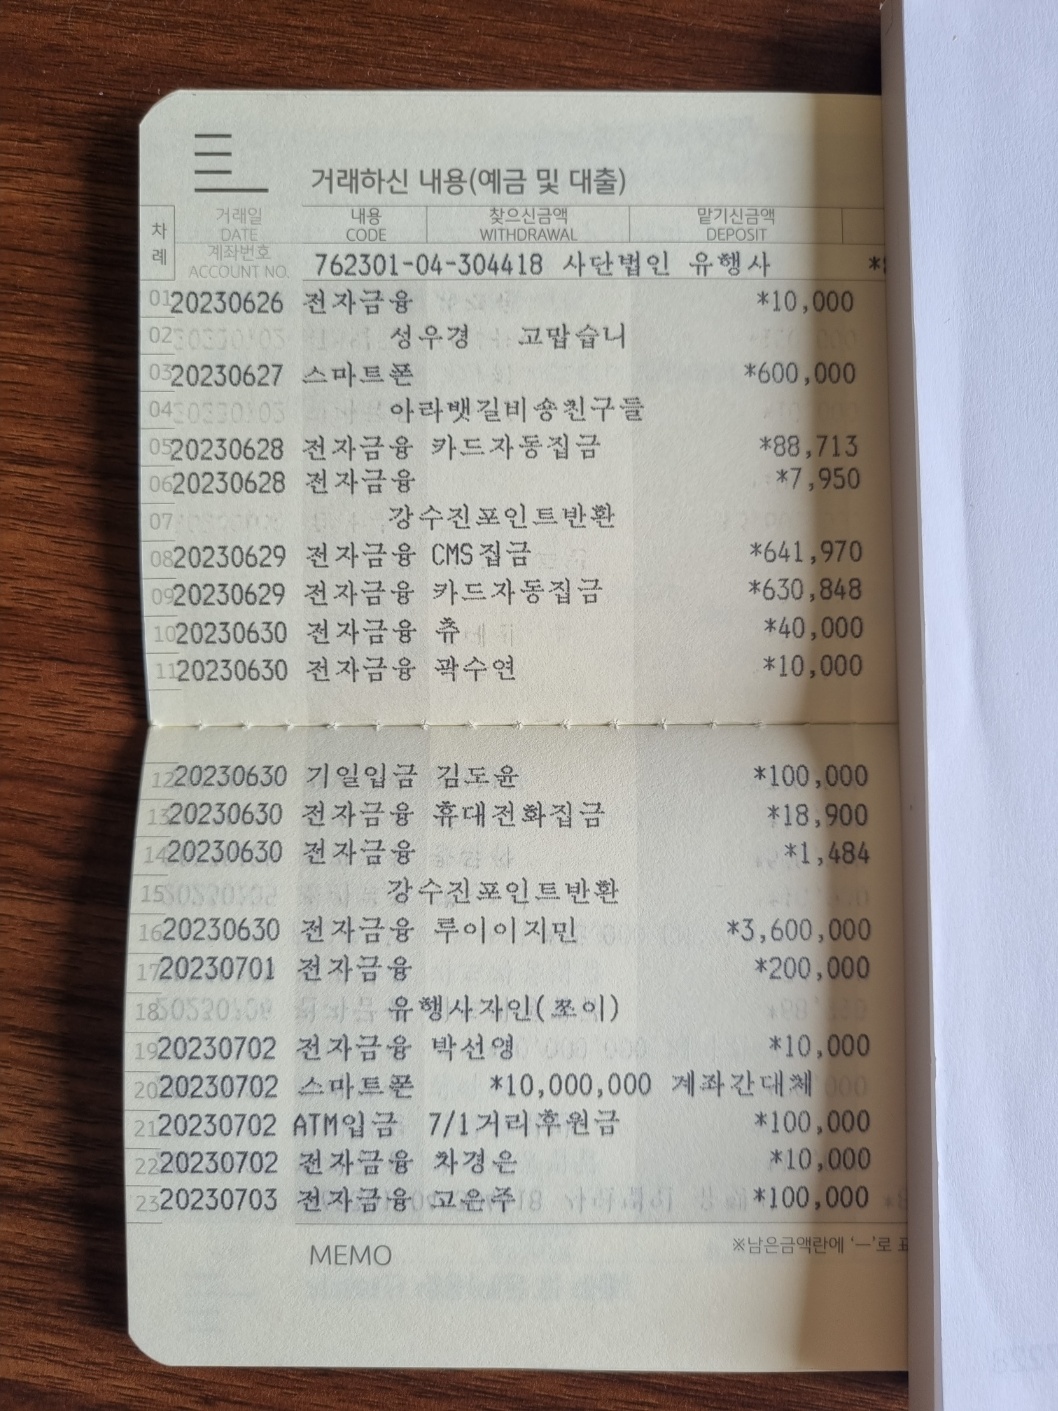 거래하신 내용(예금 및 대출)
차례 거래일 DATE 내용 CODE 찾으신금액 WITHDRAWAL 맡기신금액 DEPOSIT
계좌번호 ACCOUNT NO. 762301-04-304418 사단법인 유행사
01 20230626 전자금융 *10,000
02 성우경 고맙습니
03 20230627 스마트폰 *600,000
04 아라뱃길비송친구들
05 20230628 전자금융 카드자동집금 *88,713
06 20230628 전자금융 *7,950
07 강수진포인트반환
08 20230629 전자금융 CMS집금 *641,970
09 20230629 전자금융 카드자동집금 *630,848
10 20230630 전자금융 츄 *40,000
11 20230630 전자금융 곽수연 *10,000
12 20230630 기일입금 김도윤 *100,000
13 20230630 전자금융 휴대전화집금 *18,900
14 20230630 전자금융 *1,484
15 강수진포인트반환
16 20230630 전자금융 루이이지민 *3,600,000
17 20230701 전자금융 *200,000
18 유행사자인(쪼이)
19 20230702 전자금융 박선영 *10,000
20 20230702 스마트폰 *10,000,000 계좌간대체
21 20230702 ATM입금 7/1거리후원금 *100,000
22 20230702 전자금융 차경은 *10,000
23 20230703 전자금융 고은주 *100,000
MEMO ※남은금액란에 '-'로